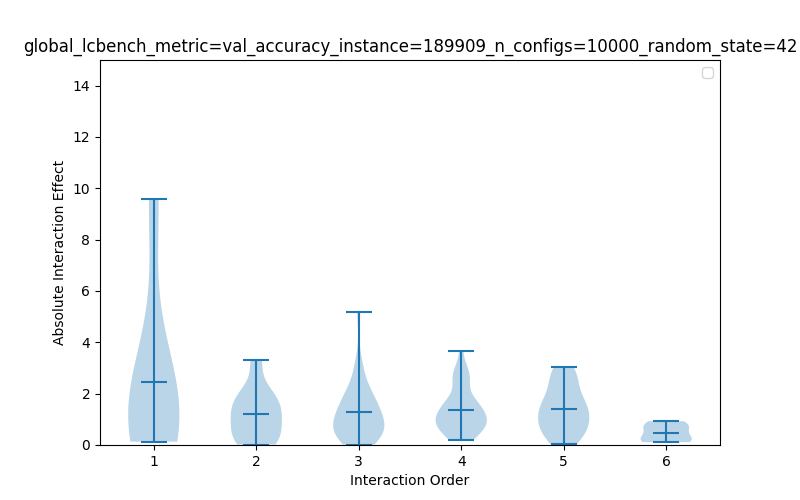 global_lcbench_metric=val_accuracy_instance=189909_n_configs=10000_random_state=42
14
12
10
8
6
4
2
0
Absolute Interaction Effect
1 2 3 4 5 6
Interaction Order